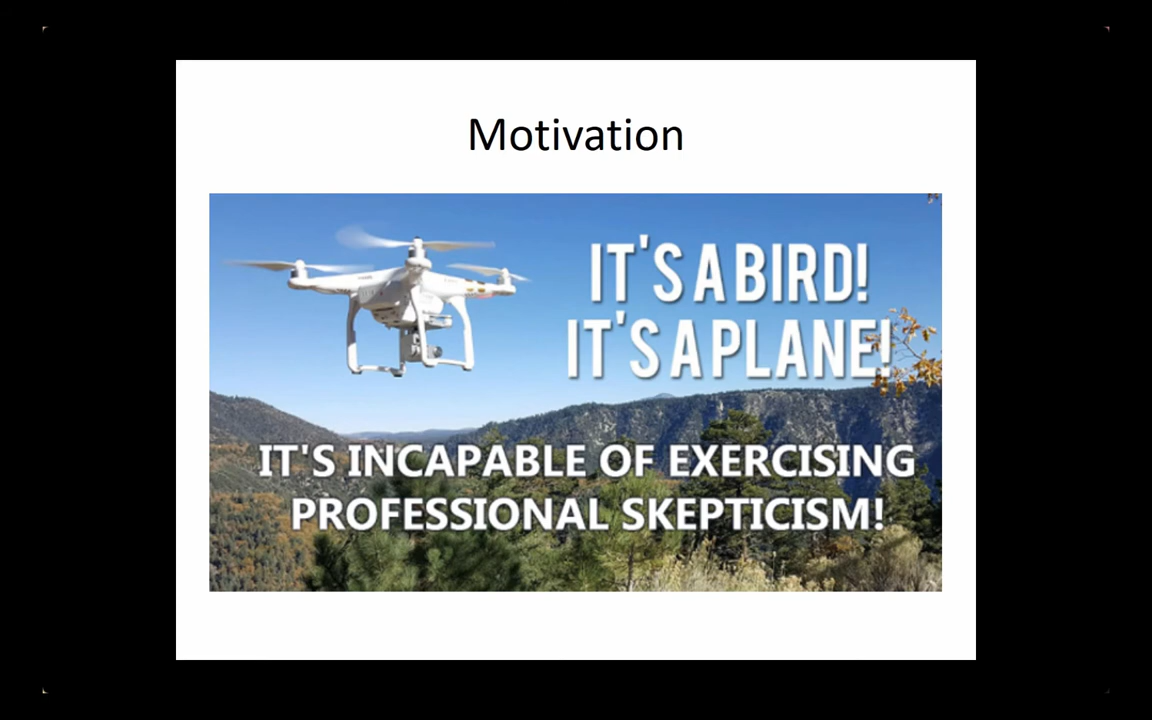 Motivation
IT'S A BIRD!
IT'S A PLANE!
IT'S INCAPABLE OF EXERCISING
PROFESSIONAL SKEPTICISM!